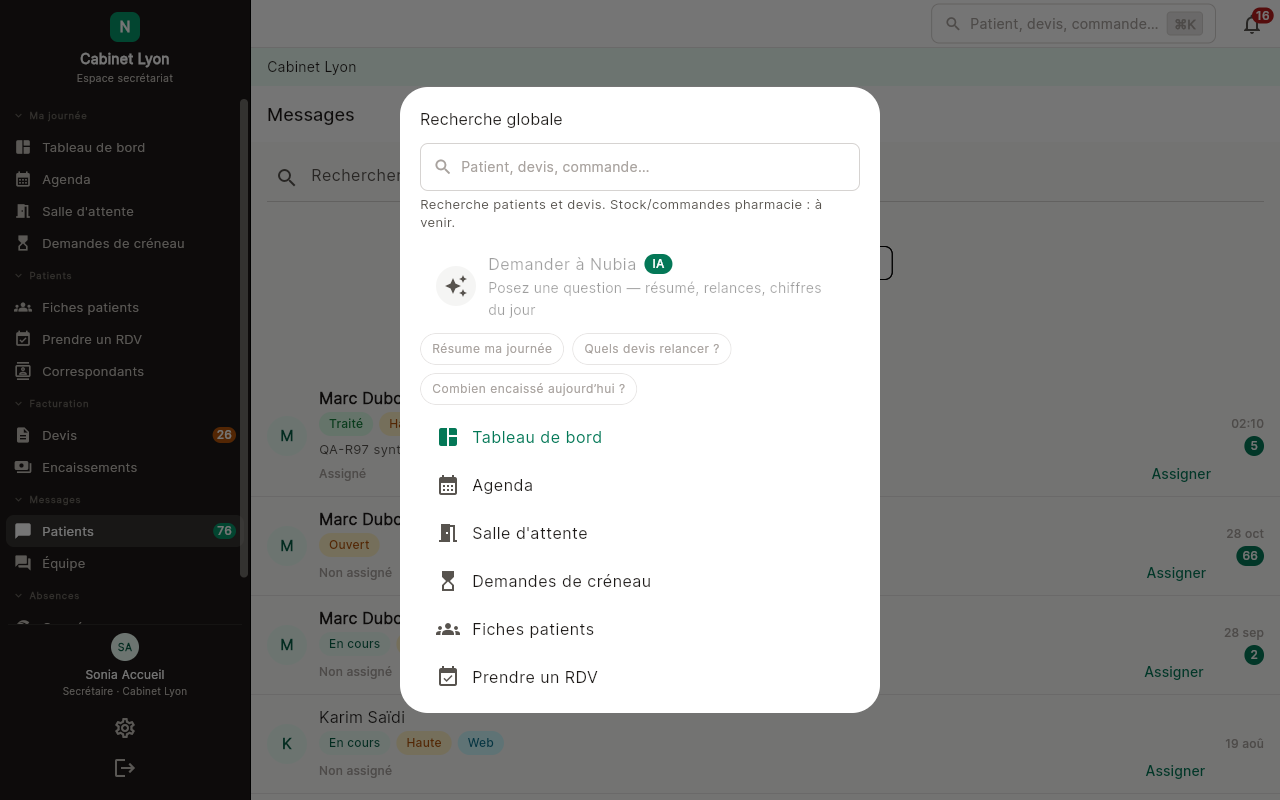 N
Cabinet Lyon
Espace secrétariat
Ma journée
Tableau de bord
Agenda
Salle d'attente
Demandes de créneau
Patients
Fiches patients
Prendre un RDV
Correspondants
Facturation
Devis 26
Encaissements
Messages
Patients 76
Équipe
Absences
SA
Sonia Accueil
Secrétaire · Cabinet Lyon
Patient, devis, commande... ⌘K
16
Cabinet Lyon
Messages
Rechercher
Recherche globale
Patient, devis, commande...
Recherche patients et devis. Stock/commandes pharmacie : à
venir.
Demander à Nubia IA
Posez une question — résumé, relances, chiffres
du jour
Résume ma journée
Quels devis relancer ?
Combien encaissé aujourd'hui ?
Tableau de bord
Agenda
Salle d'attente
Demandes de créneau
Fiches patients
Prendre un RDV
M
Marc
02:10
Traité
5
QA-R97
Assigné
Assigner
M
Marc
28 oct
Ouvert
66
Non assigné
Assigner
M
Marc
28 sep
En cours
2
Non assigné
Assigner
K
Karim Saïdi
En cours Haute Web
19 aoû
Non assigné
Assigner